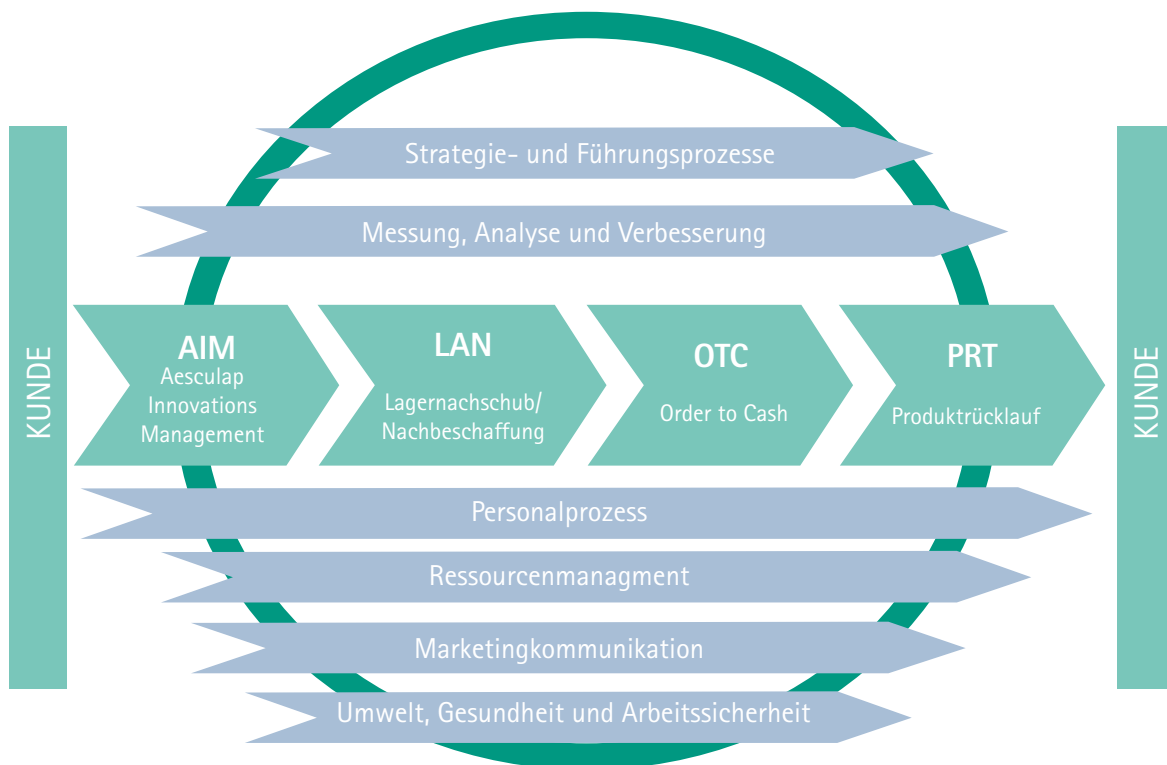 KUNDE
Strategie- und Führungsprozesse
Messung, Analyse und Verbesserung
AIM
Aesculap
Innovations
Management
LAN
Lagernachschub/
Nachbeschaffung
OTC
Order to Cash
PRT
Produktrücklauf
Personalprozess
Ressourcenmanagment
Marketingkommunikation
Umwelt, Gesundheit und Arbeitssicherheit
KUNDE